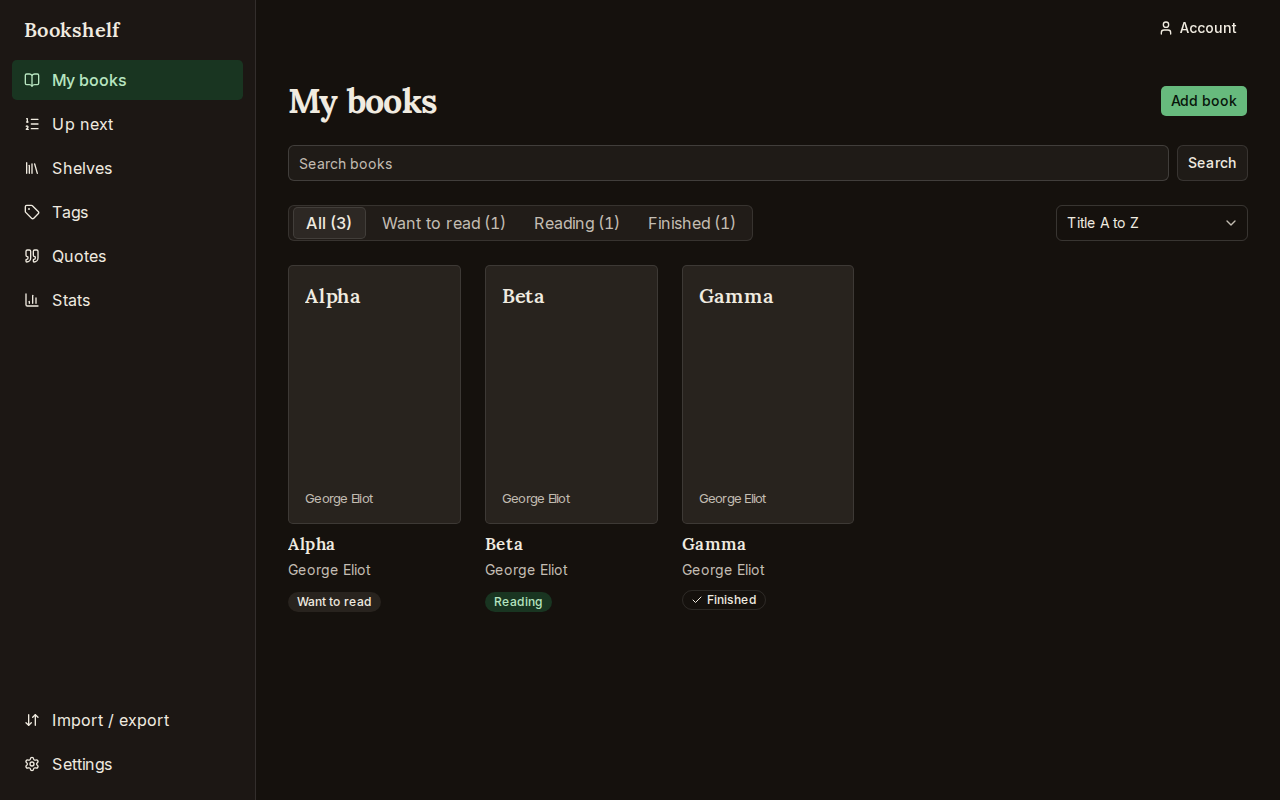 Bookshelf
My books
Up next
Shelves
Tags
Quotes
Stats
Import / export
Settings
Account
My books
Add book
Search books
Search
All (3)
Want to read (1)
Reading (1)
Finished (1)
Title A to Z
Alpha
George Eliot
Alpha
George Eliot
Want to read
Beta
George Eliot
Beta
George Eliot
Reading
Gamma
George Eliot
Gamma
George Eliot
Finished